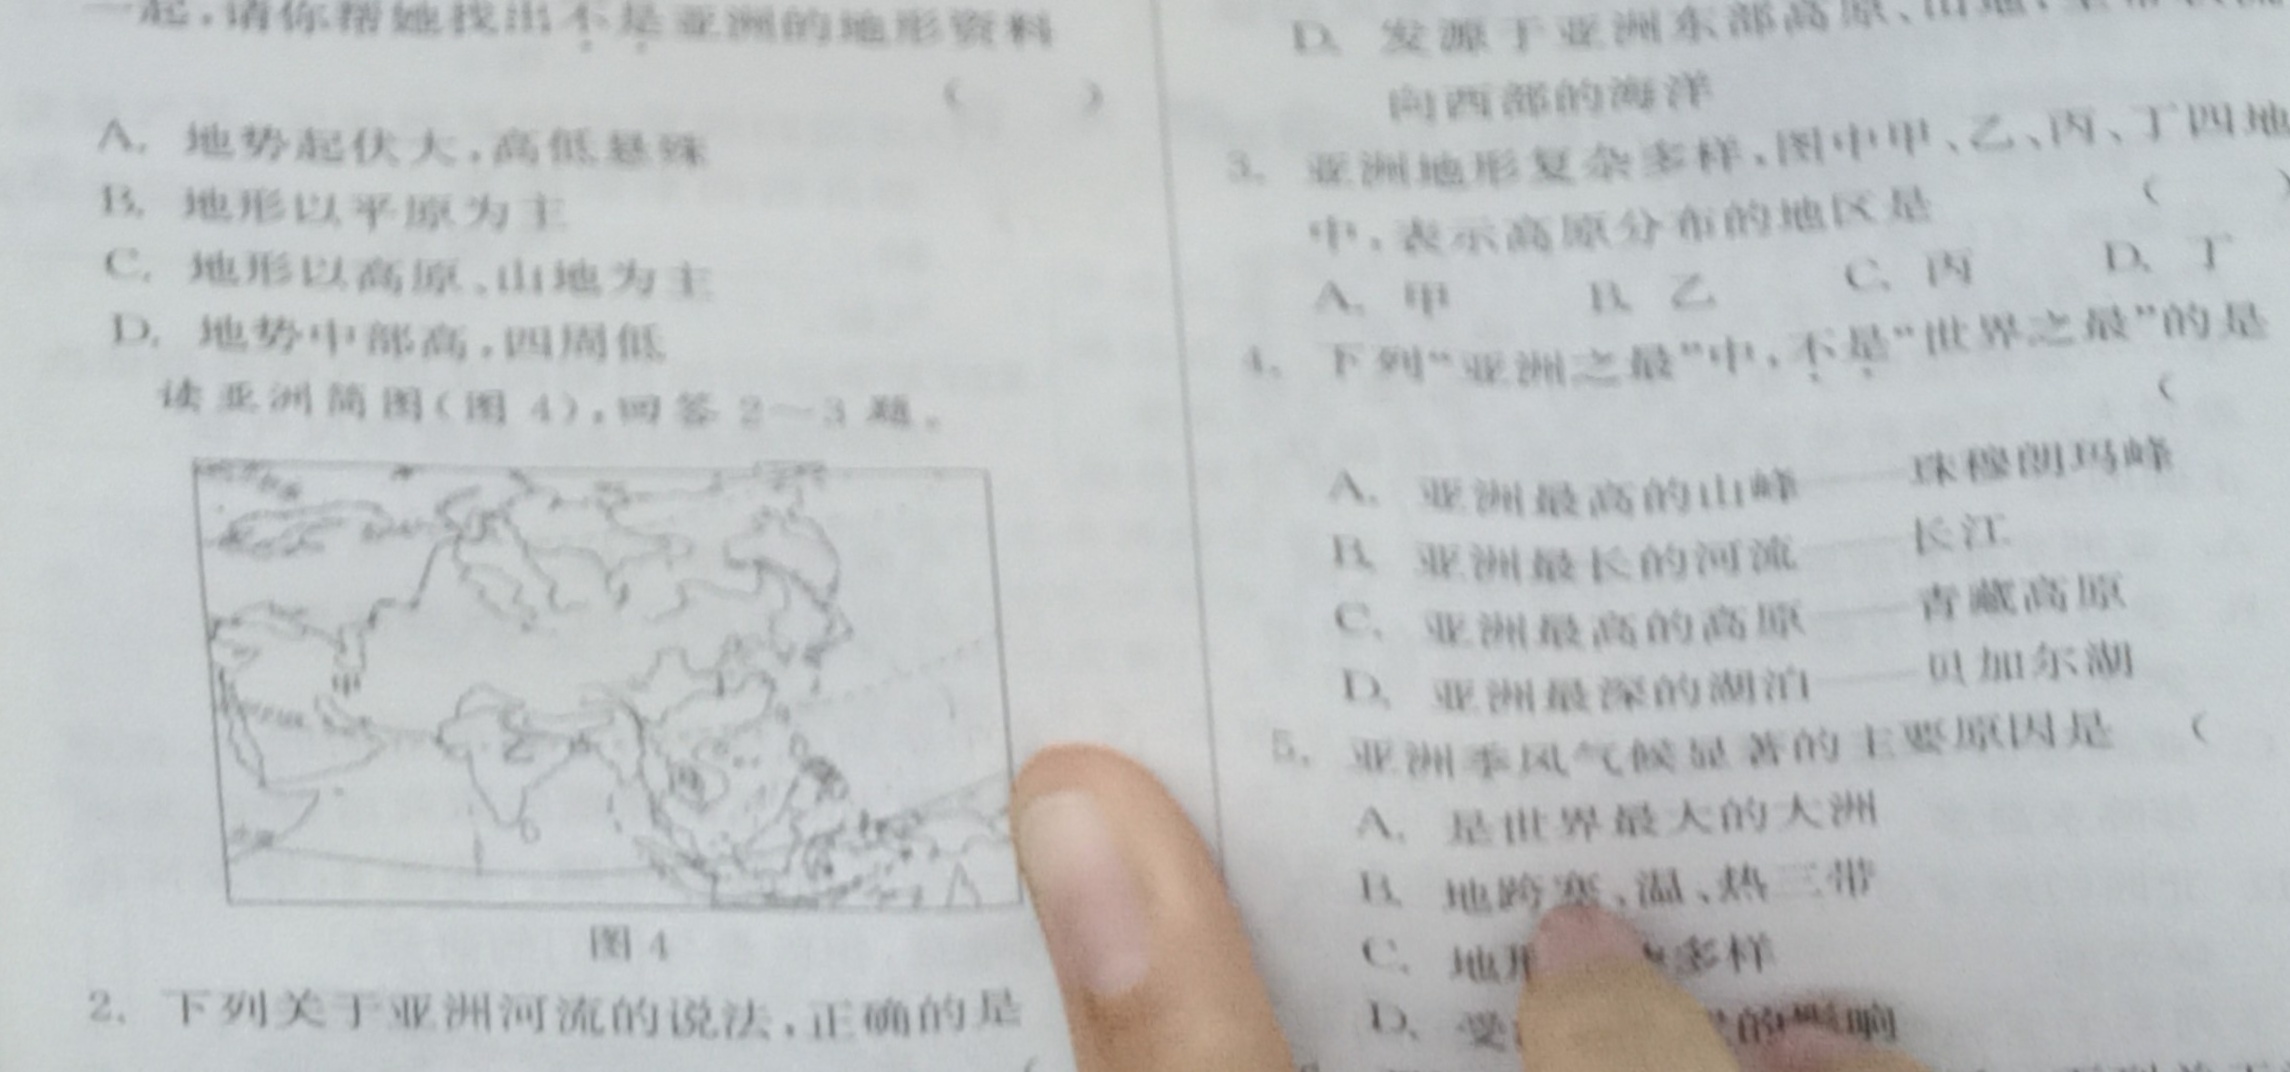 一起,请你帮她找出不是亚洲的地形资料
( )
A. 地势起伏大,高低悬殊
B. 地形以平原为主
C. 地形以高原、山地为主
D. 地势中部高,四周低
读亚洲简图(图 4),回答 2～3 题。
甲
乙
丙
丁
图 4
2. 下列关于亚洲河流的说法,正确的是
(
D. 发源于亚洲东部高原、山地,
向西部的海洋
3. 亚洲地形复杂多样,图中甲、乙、丙、丁四地
中,表示高原分布的地区是 ( )
A. 甲 B. 乙 C. 丙 D. 丁
4. 下列“亚洲之最”中,不是“世界之最”的是
(
A. 亚洲最高的山峰——珠穆朗玛峰
B. 亚洲最长的河流——长江
C. 亚洲最高的高原——青藏高原
D. 亚洲最深的湖泊——贝加尔湖
5. 亚洲季风气候显著的主要原因是 (
A. 是世界最大的大洲
B. 地跨寒、温、热三带
C. 地形 多样
D. 受 的影响